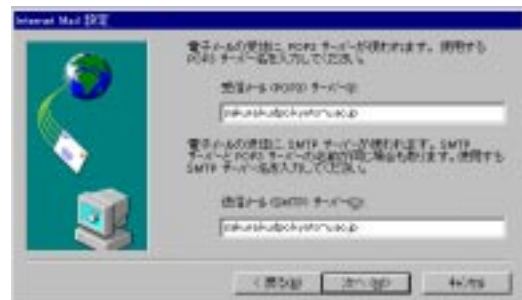 Internet Mail 設定
電子メールの受信に POP3 サーバーが使われます。使用する
POP3 サーバー名を入力してください。
受信メール (POP3) サーバー(I):
電子メールの送信に SMTP サーバーが使われます。SMTP
サーバーと POP3 サーバーの名前が同じ場合も有ります。使用する
SMTP サーバー名を入力してください。
送信メール (SMTP) サーバー(O):
< 戻る(B) 次へ(N)> キャンセル